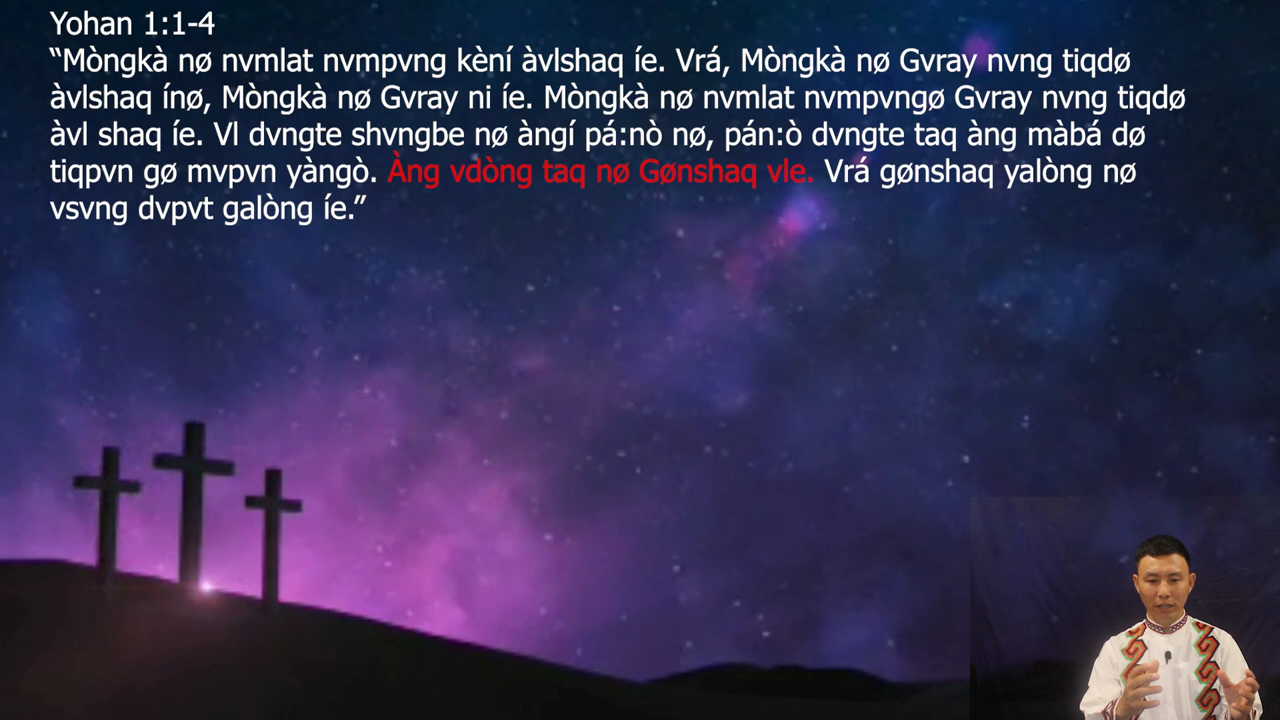 Yohan 1:1-4
“Mòngkà nø nvmlat nvmpvng kèní àvlshaq íe. Vrá, Mòngkà nø Gvray nvng tiqdø
àvlshaq ínø, Mòngkà nø Gvray ni íe. Mòngkà nø nvmlat nvmpvngø Gvray nvng tiqdø
àvl shaq íe. Vl dvngte shvngbe nø àngí pá:nò nø, pán:ò dvngte taq àng màbá dø
tiqpvn gø mvpvn yàngò. Àng vdòng taq nø Gønshaq vle. Vrá gønshaq yalòng nø
vsvng dvpvt galòng íe.”